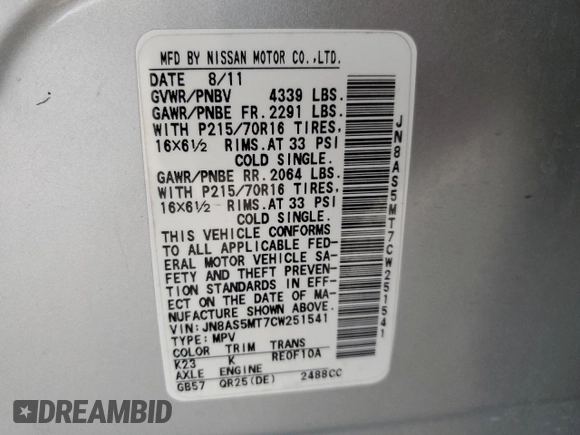 MFD BY NISSAN MOTOR CO.,LTD.
DATE 8/11
GVWR/PNBV 4339 LBS.
GAWR/PNBE FR. 2291 LBS.
WITH P215/70R16 TIRES,
16X6½ RIMS. AT 33 PSI
COLD SINGLE.
GAWR/PNBE RR. 2064 LBS.
WITH P215/70R16 TIRES,
16X6½ RIMS. AT 33 PSI
COLD SINGLE.
THIS VEHICLE CONFORMS
TO ALL APPLICABLE FED-
ERAL MOTOR VEHICLE SA-
FETY AND THEFT PREVEN-
TION STANDARDS IN EFF-
ECT ON THE DATE OF MA-
NUFACTURE SHOWN ABOVE.
VIN: JN8AS5MT7CW251541
TYPE: MPV
COLOR TRIM TRANS
K23 K RE0F10A
AXLE ENGINE
GB57 QR25(DE) 2488CC
JN8AS5MT7CW251541
DREAMBID